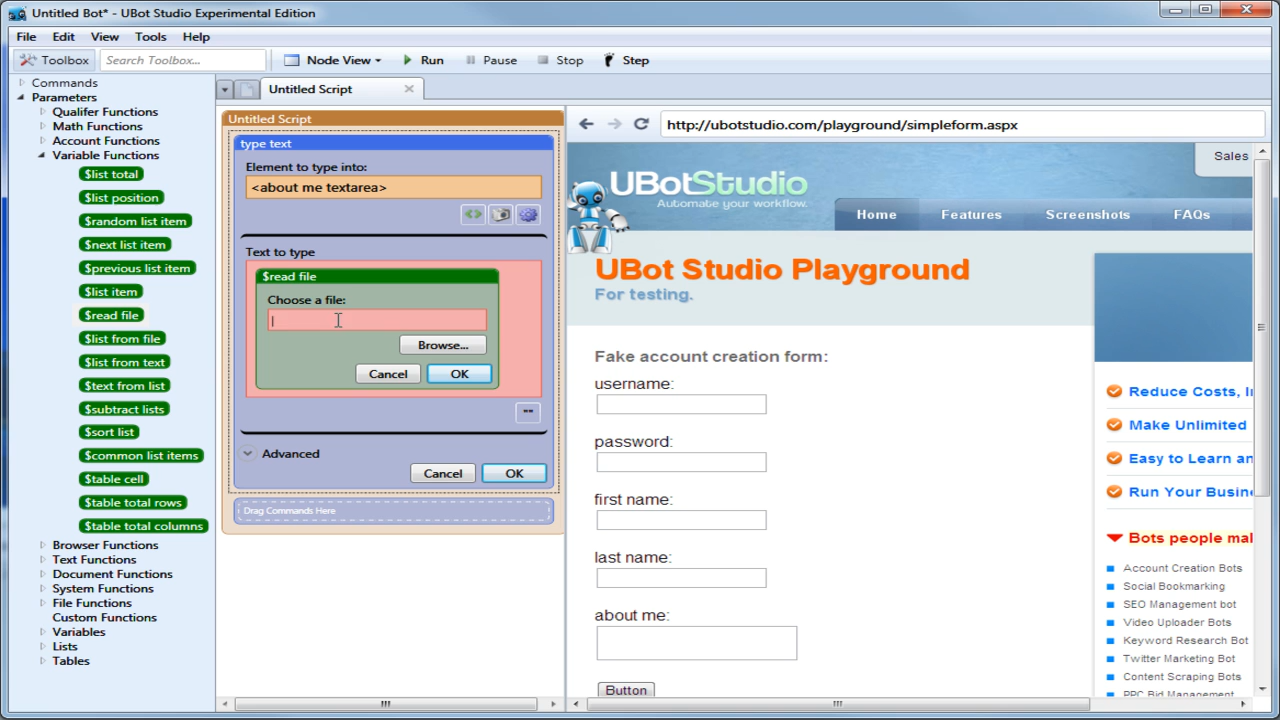 Untitled Bot* - UBot Studio Experimental Edition
File Edit View Tools Help
Toolbox Search Toolbox... Node View Run Pause Stop Step
Commands
Parameters
Qualifer Functions
Math Functions
Account Functions
Variable Functions
$list total
$list position
$random list item
$next list item
$previous list item
$list item
$read file
$list from file
$list from text
$text from list
$subtract lists
$sort list
$common list items
$table cell
$table total rows
$table total columns
Browser Functions
Text Functions
Document Functions
System Functions
File Functions
Custom Functions
Variables
Lists
Tables
Untitled Script
Untitled Script
type text
Element to type into:
<about me textarea>
Text to type
$read file
Choose a file:
Browse...
Cancel OK
""
Advanced
Cancel OK
Drag Commands Here
http://ubotstudio.com/playground/simpleform.aspx
Sales
UBotStudio
Automate your workflow.
Home Features Screenshots FAQs
UBot Studio Playground
For testing.
Fake account creation form:
username:
password:
first name:
last name:
about me:
Button
Reduce Costs, I
Make Unlimited
Easy to Learn an
Run Your Busin
Bots people mal
Account Creation Bots
Social Bookmarking
SEO Management bot
Video Uploader Bots
Keyword Research Bot
Twitter Marketing Bot
Content Scraping Bots
PPC Bid Management